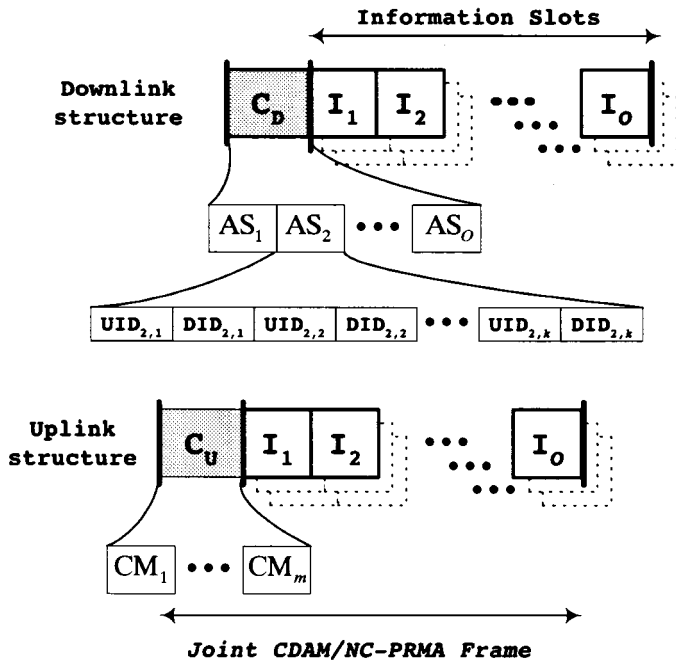 Information Slots
Downlink structure
C_D I_1 I_2 I_O
AS_1 AS_2 ••• AS_O
UID_2,1 DID_2,1 UID_2,2 DID_2,2 ••• UID_2,k DID_2,k
Uplink structure
C_U I_1 I_2 I_O
CM_1 ••• CM_m
Joint CDAM/NC-PRMA Frame